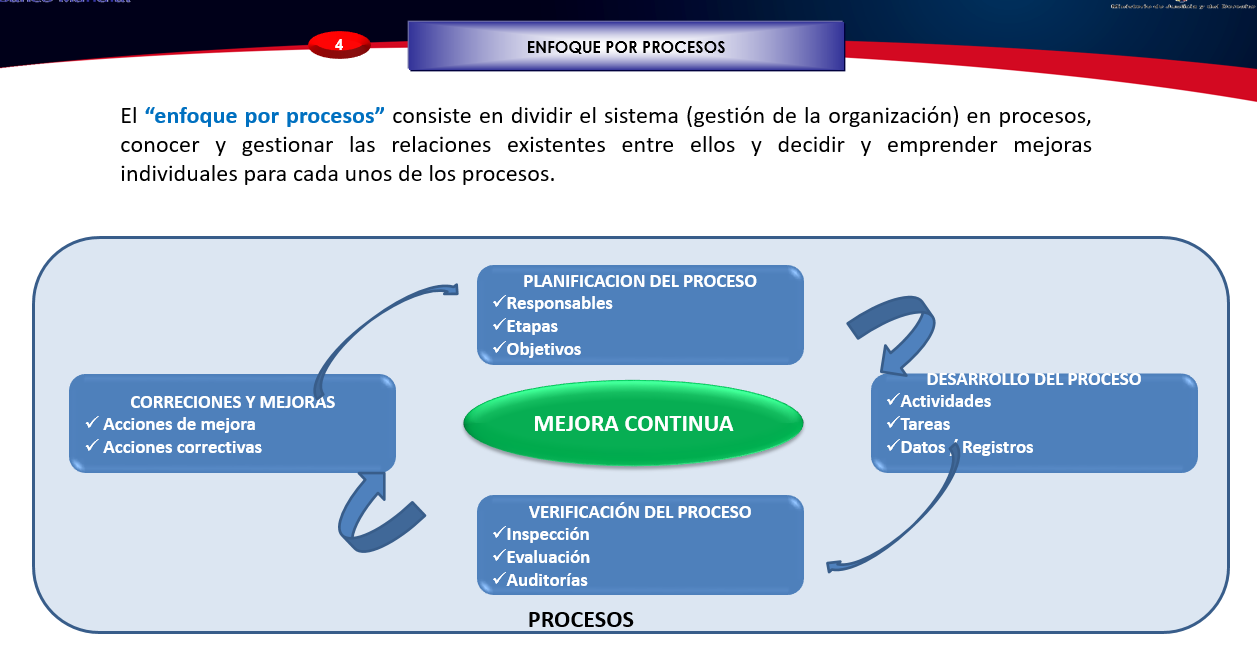 4
ENFOQUE POR PROCESOS
El “enfoque por procesos” consiste en dividir el sistema (gestión de la organización) en procesos,
conocer y gestionar las relaciones existentes entre ellos y decidir y emprender mejoras
individuales para cada unos de los procesos.
PLANIFICACION DEL PROCESO
✓Responsables
✓Etapas
✓Objetivos
DESARROLLO DEL PROCESO
✓Actividades
✓Tareas
✓Datos / Registros
CORRECIONES Y MEJORAS
✓ Acciones de mejora
✓ Acciones correctivas
MEJORA CONTINUA
VERIFICACIÓN DEL PROCESO
✓Inspección
✓Evaluación
✓Auditorías
PROCESOS